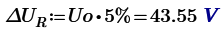 ΔU_R := Uo • 5% = 43.55 V